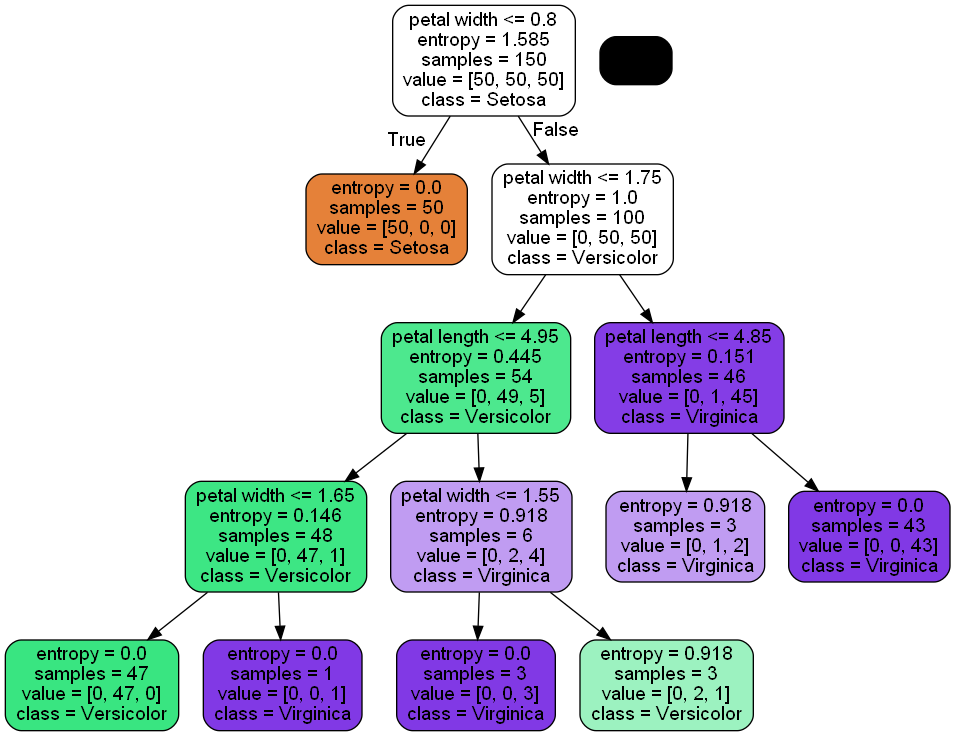 petal width <= 0.8
entropy = 1.585
samples = 150
value = [50, 50, 50]
class = Setosa
True
False
entropy = 0.0
samples = 50
value = [50, 0, 0]
class = Setosa
petal width <= 1.75
entropy = 1.0
samples = 100
value = [0, 50, 50]
class = Versicolor
petal length <= 4.95
entropy = 0.445
samples = 54
value = [0, 49, 5]
class = Versicolor
petal length <= 4.85
entropy = 0.151
samples = 46
value = [0, 1, 45]
class = Virginica
petal width <= 1.65
entropy = 0.146
samples = 48
value = [0, 47, 1]
class = Versicolor
petal width <= 1.55
entropy = 0.918
samples = 6
value = [0, 2, 4]
class = Virginica
entropy = 0.918
samples = 3
value = [0, 1, 2]
class = Virginica
entropy = 0.0
samples = 43
value = [0, 0, 43]
class = Virginica
entropy = 0.0
samples = 47
value = [0, 47, 0]
class = Versicolor
entropy = 0.0
samples = 1
value = [0, 0, 1]
class = Virginica
entropy = 0.0
samples = 3
value = [0, 0, 3]
class = Virginica
entropy = 0.918
samples = 3
value = [0, 2, 1]
class = Versicolor